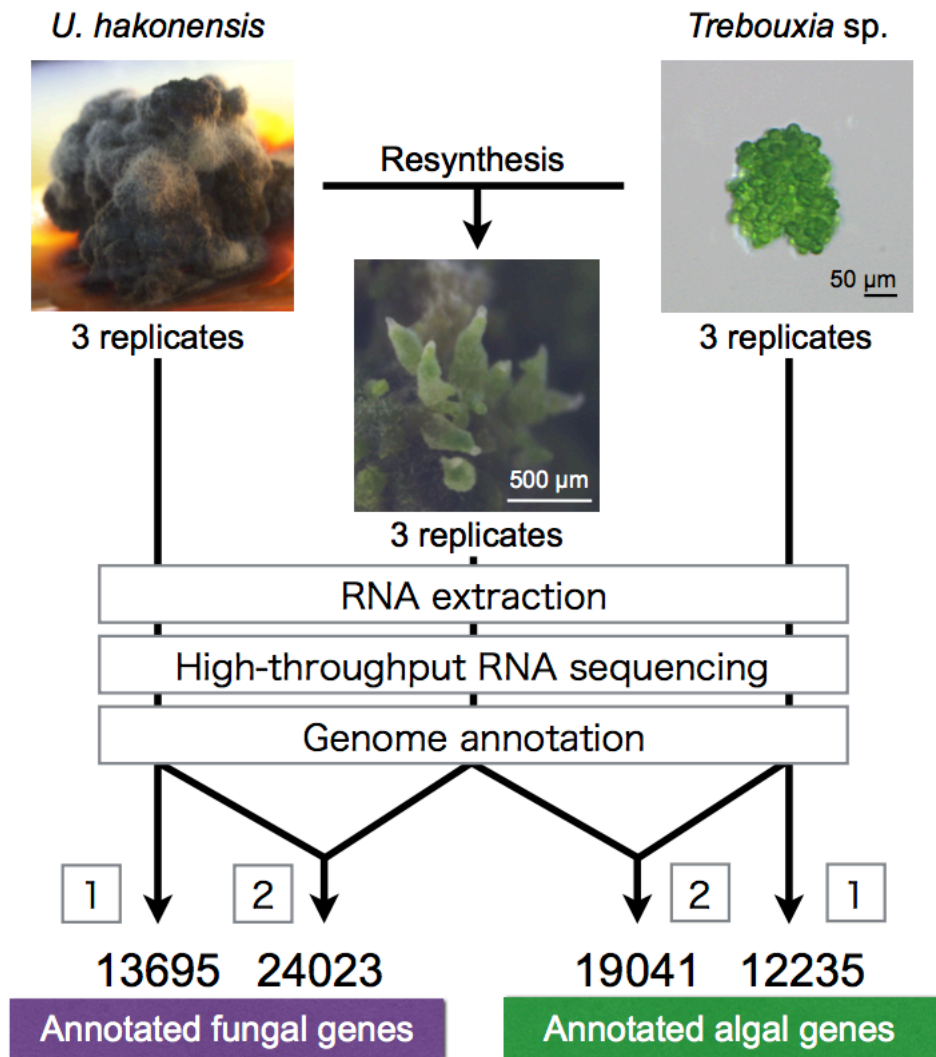 U. hakonensis
Trebouxia sp.
Resynthesis
50 µm
3 replicates
3 replicates
500 µm
3 replicates
RNA extraction
High-throughput RNA sequencing
Genome annotation
1
2
2
1
13695 24023
19041 12235
Annotated fungal genes
Annotated algal genes